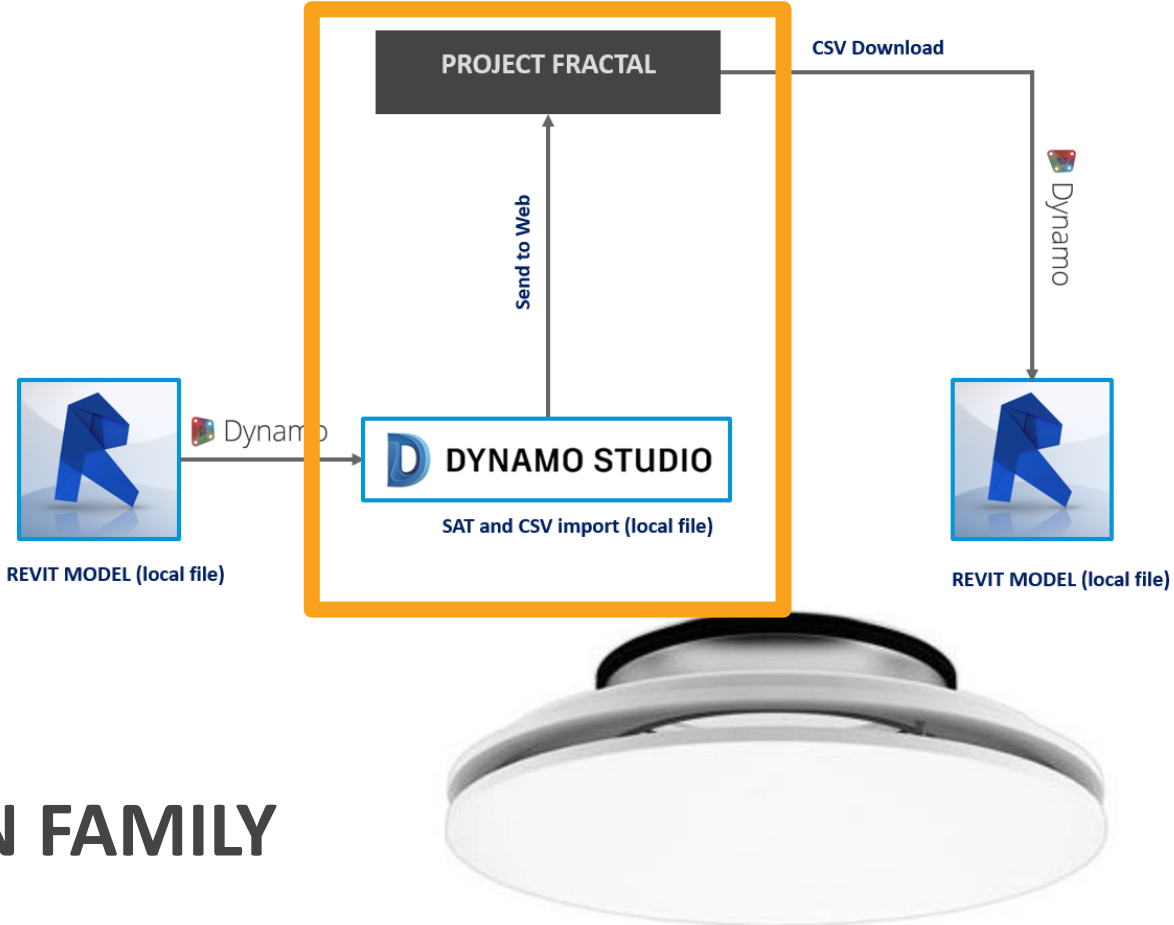 PROJECT FRACTAL
CSV Download
Send to Web
Dynamo
Dynamo
DYNAMO STUDIO
SAT and CSV import (local file)
REVIT MODEL (local file)
REVIT MODEL (local file)
N FAMILY